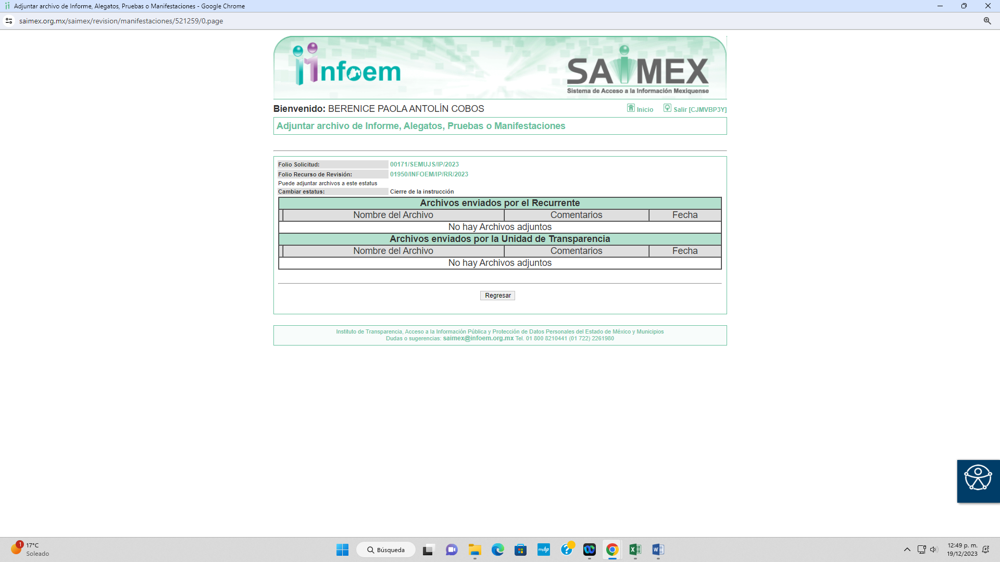 Adjuntar archivo de Informe, Alegatos, Pruebas o Manifestaciones - Google Chrome
saimex.org.mx/saimex/revision/manifestaciones/521259/0.page
infoem
SAIMEX
Sistema de Acceso a la Información Mexiquense
Bienvenido: BERENICE PAOLA ANTOLÍN COBOS
Inicio
Salir [CJMVBP3Y]
Adjuntar archivo de Informe, Alegatos, Pruebas o Manifestaciones
Folio Solicitud: 00171/SEMUJS/IP/2023
Folio Recurso de Revisión: 01950/INFOEM/IP/RR/2023
Puede adjuntar archivos a este estatus
Cambiar estatus: Cierre de la instrucción
Archivos enviados por el Recurrente
Nombre del Archivo Comentarios Fecha
No hay Archivos adjuntos
Archivos enviados por la Unidad de Transparencia
Nombre del Archivo Comentarios Fecha
No hay Archivos adjuntos
Regresar
Instituto de Transparencia, Acceso a la Información Pública y Protección de Datos Personales del Estado de México y Municipios
Dudas o sugerencias: saimex@infoem.org.mx Tel. 01 800 8210441 (01 722) 2261980
1
17°C
Soleado
Búsqueda
myhp
12:49 p. m.
19/12/2023